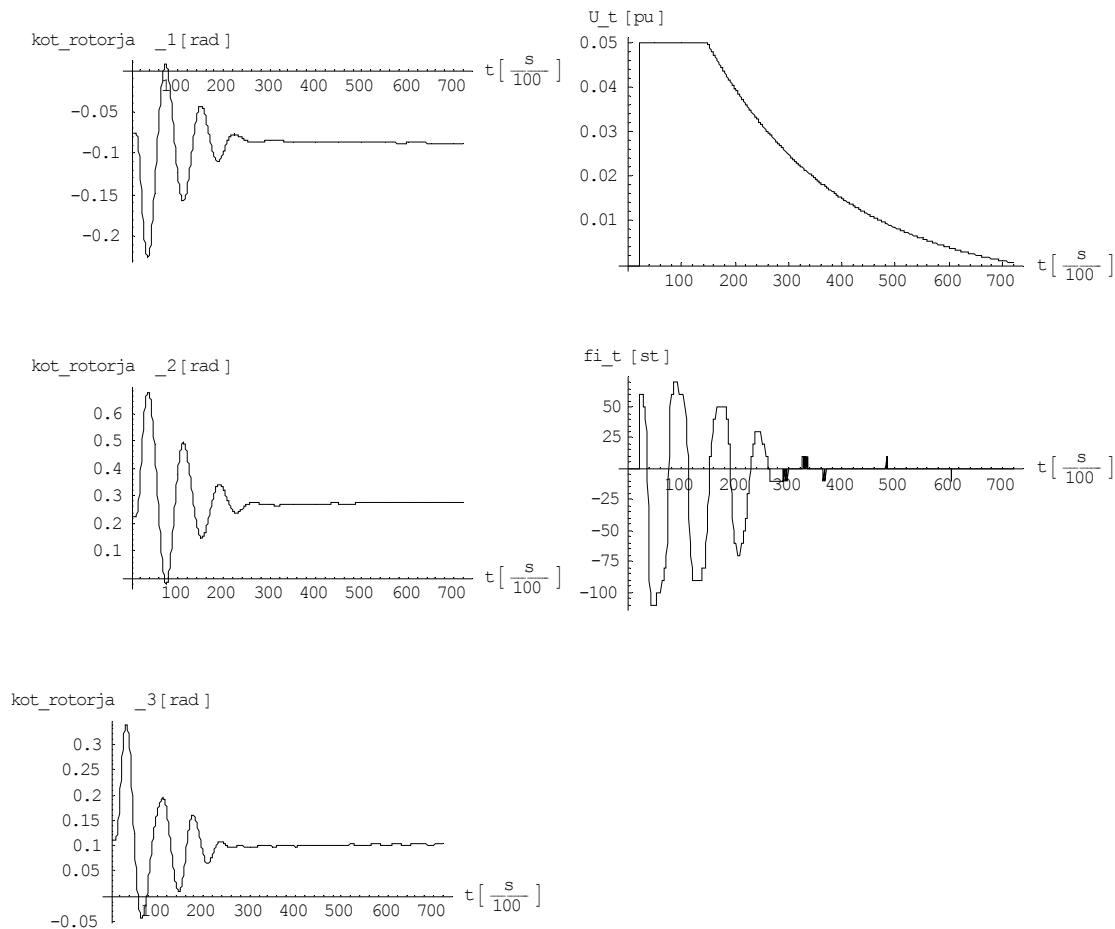 kot_rotorja _1[rad]
t[ s/100 ]
100 200 300 400 500 600 700
-0.05
-0.1
-0.15
-0.2
U_t [pu]
0.05
0.04
0.03
0.02
0.01
t[ s/100 ]
100 200 300 400 500 600 700
kot_rotorja _2[rad]
0.6
0.5
0.4
0.3
0.2
0.1
t[ s/100 ]
100 200 300 400 500 600 700
fi_t [st]
50
25
t[ s/100 ]
100 200 300 400 500 600 700
-25
-50
-75
-100
kot_rotorja _3[rad]
0.3
0.25
0.2
0.15
0.1
0.05
t[ s/100 ]
100 200 300 400 500 600 700
-0.05